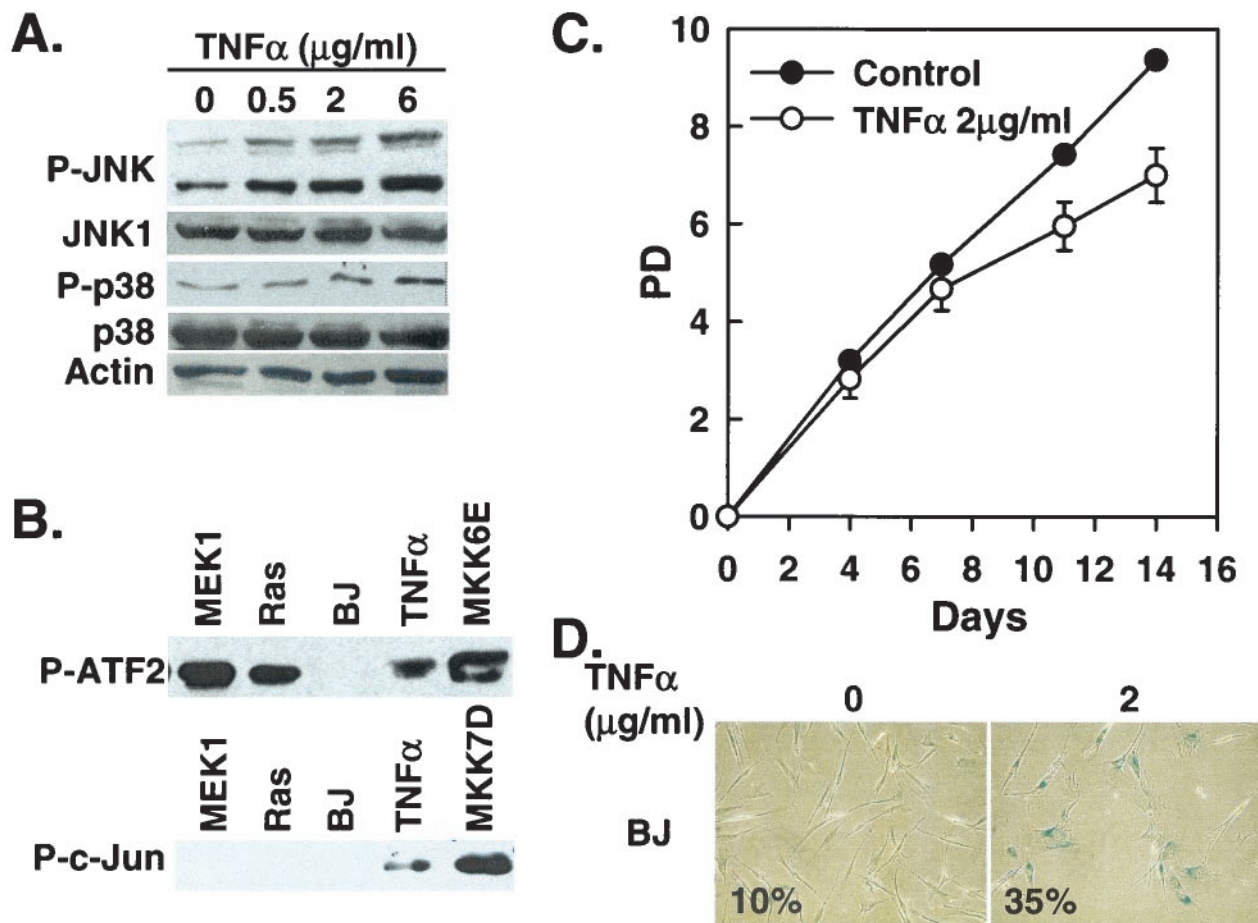 A.
TNFα (μg/ml)
0 0.5 2 6
P-JNK
JNK1
P-p38
p38
Actin
B.
MEK1 Ras BJ TNFα MKK6E
P-ATF2
MEK1 Ras BJ TNFα MKK7D
P-c-Jun
C.
Control
TNFα 2μg/ml
10
8
6
4
2
0
PD
0 2 4 6 8 10 12 14 16
Days
D.
TNFα
(μg/ml)
0 2
BJ
10% 35%